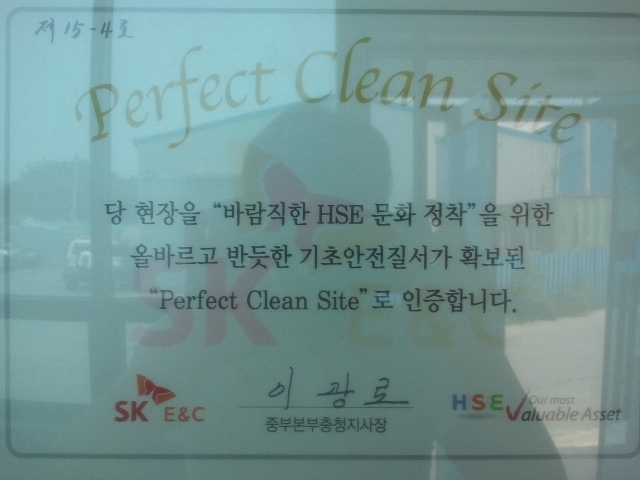 제 15-4호
Perfect Clean Site
당 현장을 “바람직한 HSE 문화 정착”을 위한
올바르고 반듯한 기초안전질서가 확보된
“Perfect Clean Site”로 인증합니다.
SK E&C
이 광 로
중부본부충청지사장
SK E&C
HSE Our most
Valuable Asset